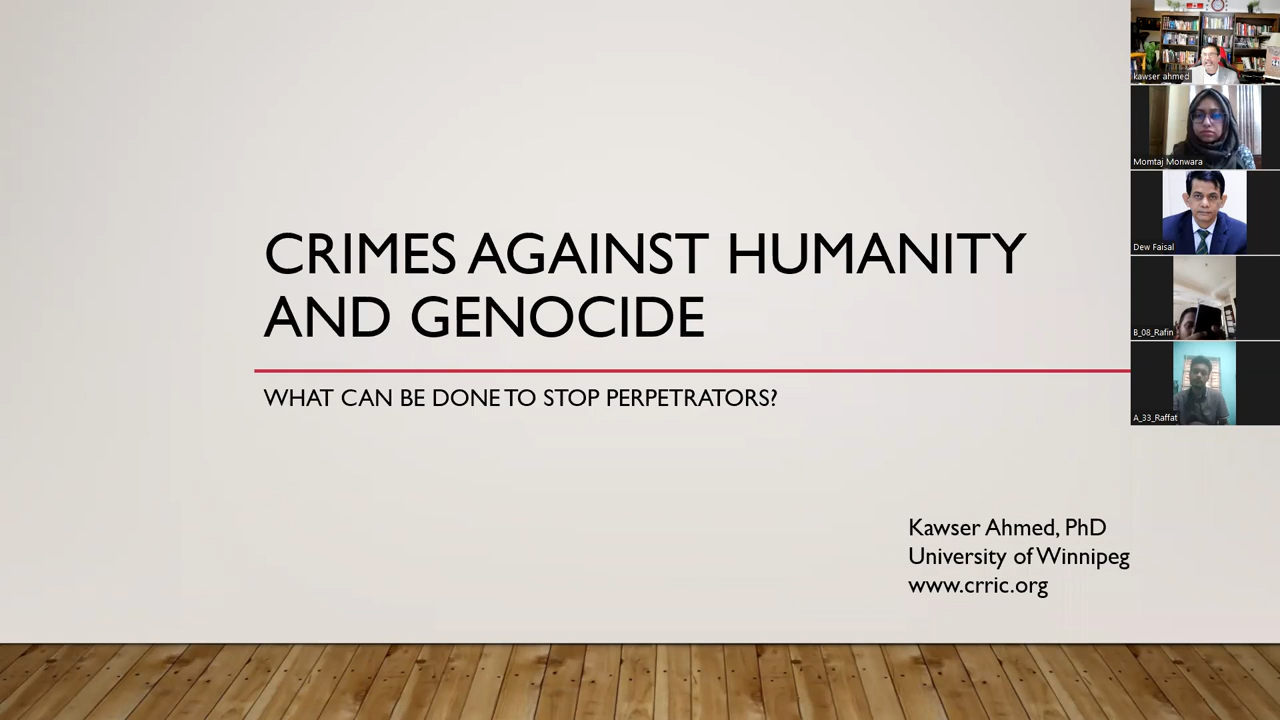 CRIMES AGAINST HUMANITY
AND GENOCIDE
WHAT CAN BE DONE TO STOP PERPETRATORS?
Kawser Ahmed, PhD
University of Winnipeg
www.crric.org
kawser ahmed
Momtaj Monwara
Dew Faisal
B_08_Rafin
A_33_Raffat